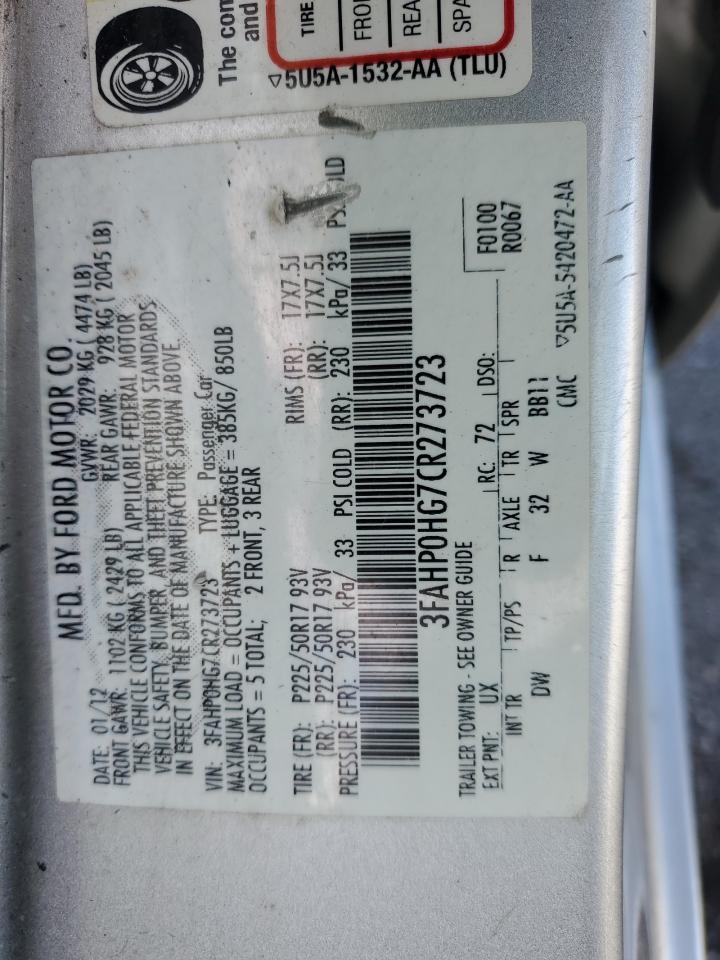 The com
and
TIRE
FRO
REA
SPA
▽5U5A-1532-AA (TLU)
MFD. BY FORD MOTOR CO.
DATE: 01/12 GVWR: 2029 KG ( 4474 LB)
FRONT GAWR: 1102 KG ( 2429 LB) REAR GAWR: 928 KG ( 2045 LB)
THIS VEHICLE CONFORMS TO ALL APPLICABLE FEDERAL MOTOR
VEHICLE SAFETY, BUMPER, AND THEFT PREVENTION STANDARDS
IN EFFECT ON THE DATE OF MANUFACTURE SHOWN ABOVE.
VIN: 3FAHP0HG7CR273723 TYPE: Passenger Car
MAXIMUM LOAD = OCCUPANTS + LUGGAGE = 385KG/ 850LB
OCCUPANTS = 5 TOTAL; 2 FRONT, 3 REAR
TIRE (FR): P225/50R17 93V RIMS (FR): 17X7.5J
(RR): P225/50R17 93V (RR): 17X7.5J
PRESSURE (FR): 230 kPa/ 33 PSI COLD (RR): 230 kPa/ 33 PS OLD
3FAHP0HG7CR273723
TRAILER TOWING - SEE OWNER GUIDE F0100
EXT PNT: UX RC: 72 DSO: R0067
INT TR TP/PS R AXLE TR SPR
DW F 32 W BB11
CMC ▽5U5A-5420472-AA